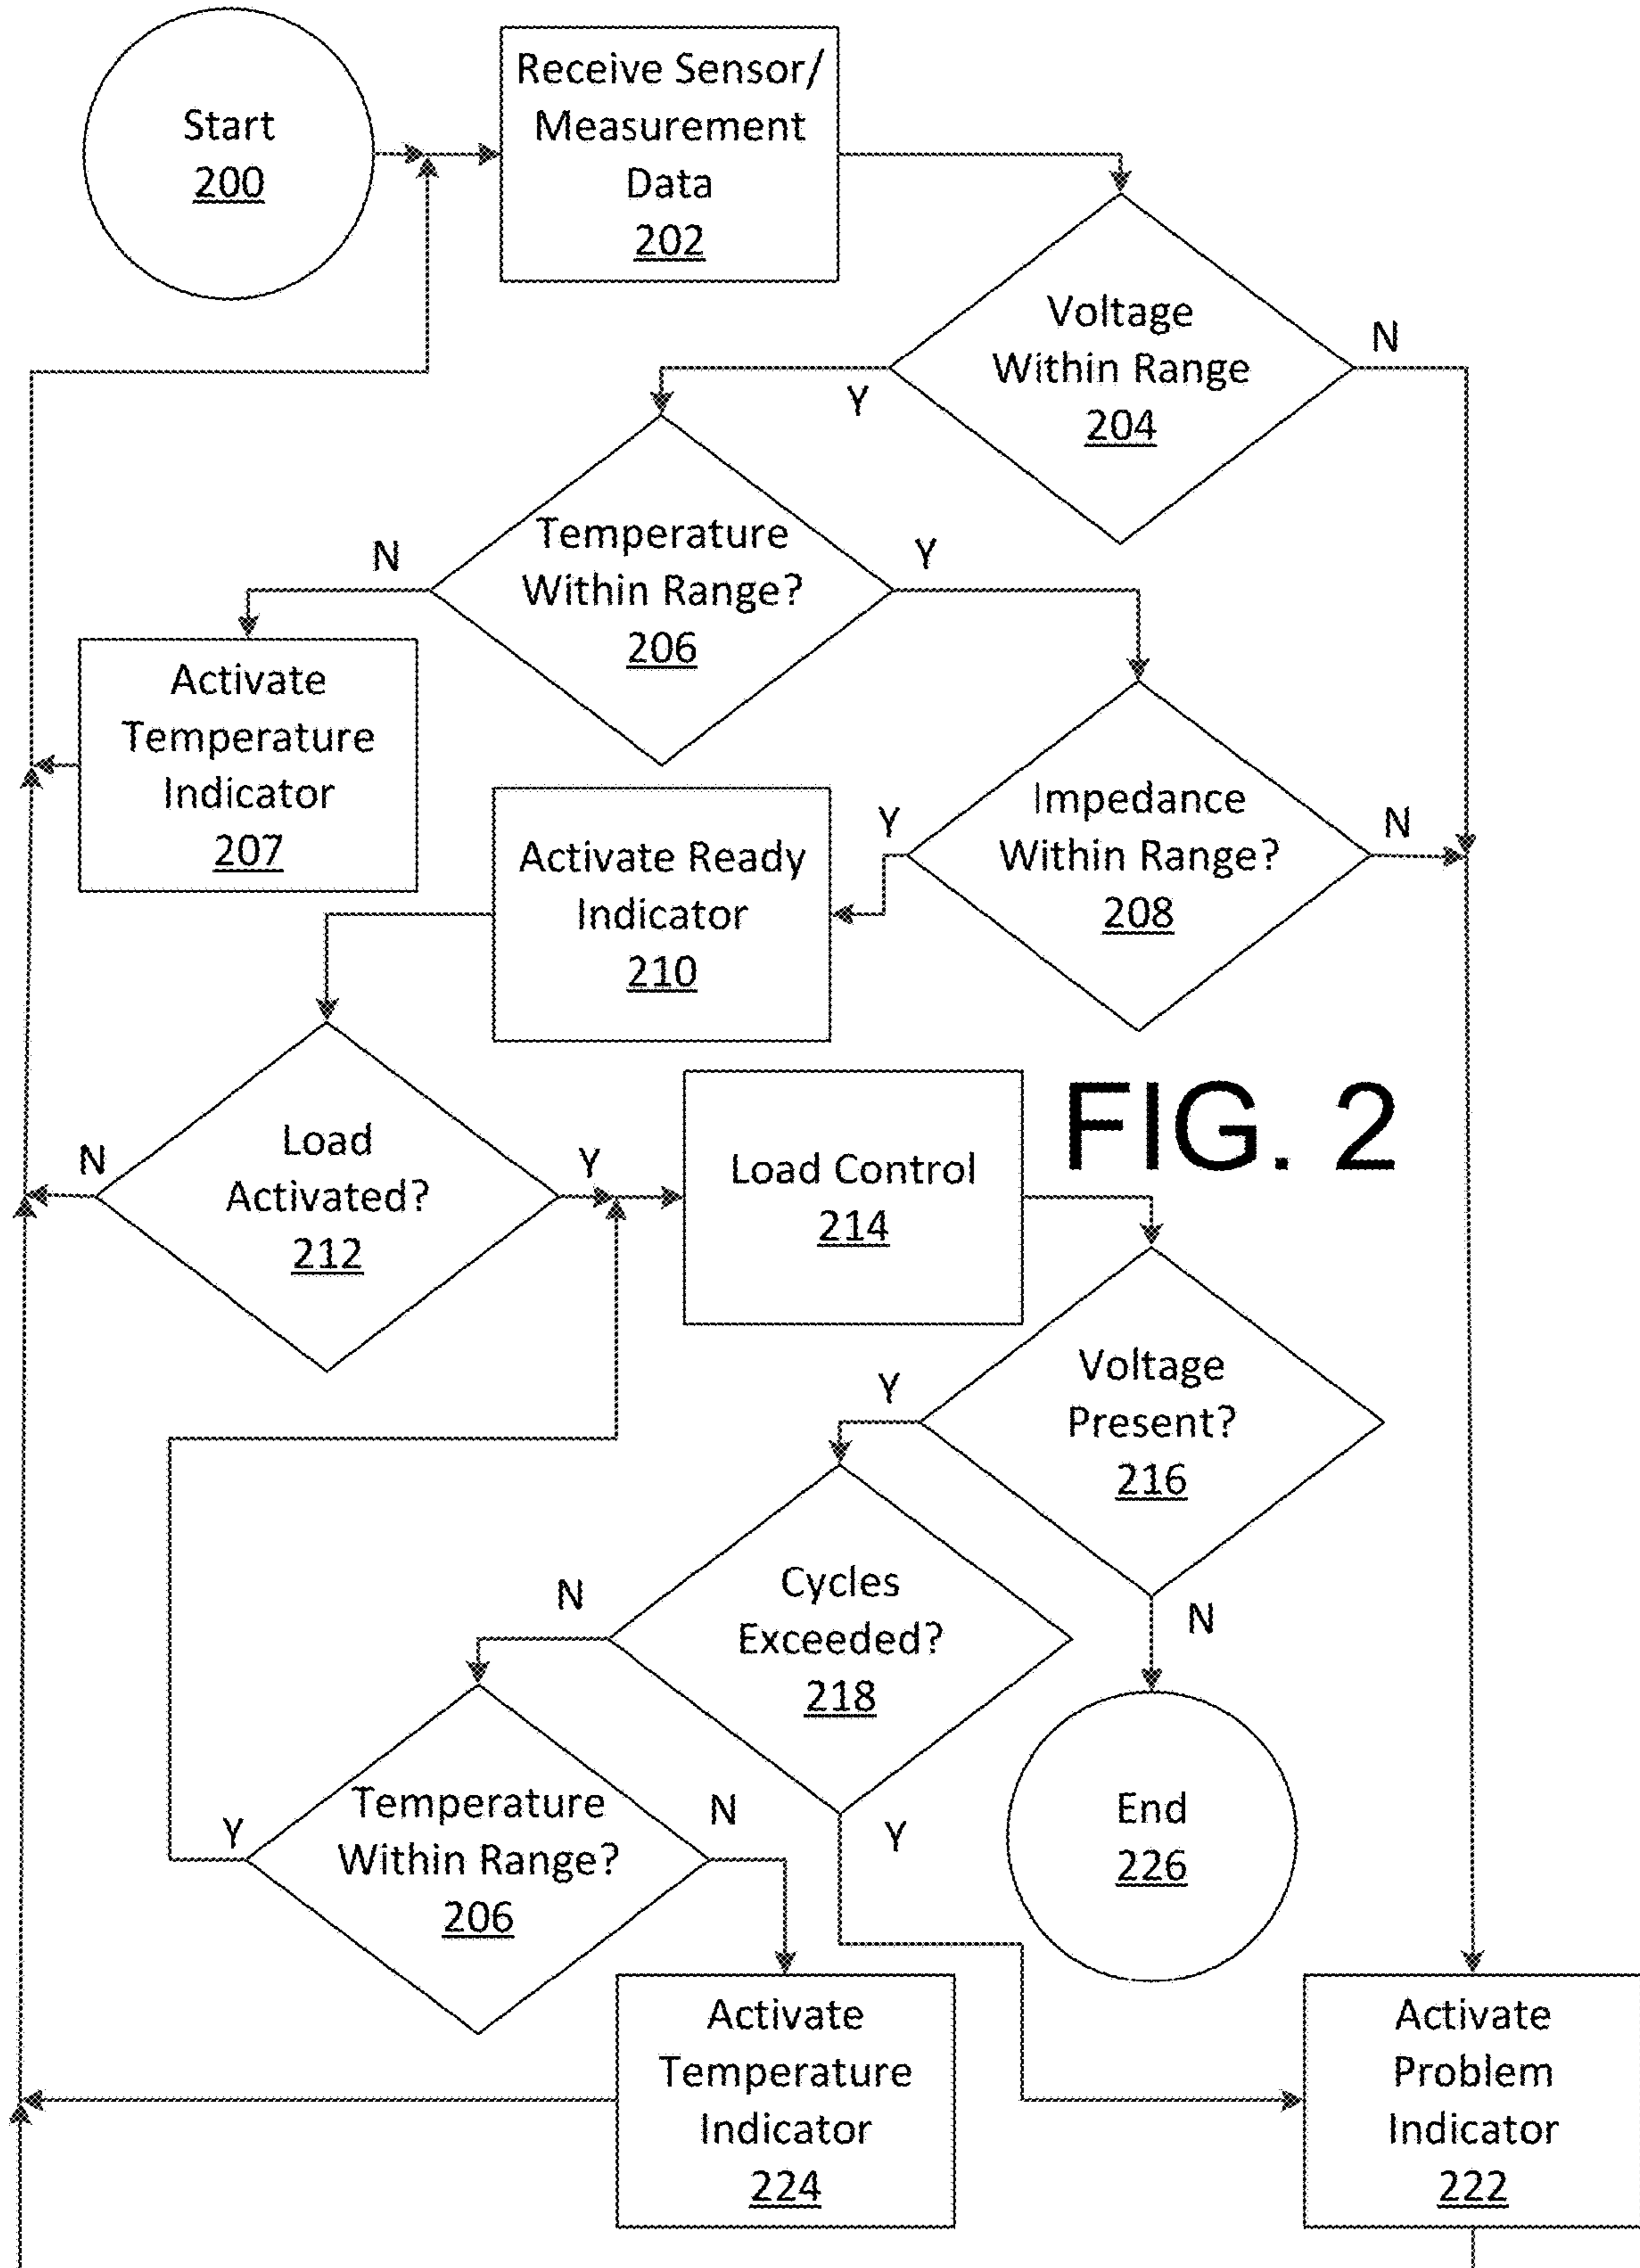 Start
200
Receive Sensor/
Measurement
Data
202
Voltage
Within Range
204
N
Y
Temperature
Within Range?
206
N
Y
Activate
Temperature
Indicator
207
Impedance
Within Range?
208
Y
N
Activate Ready
Indicator
210
FIG. 2
Load
Activated?
212
N
Y
Load Control
214
Voltage
Present?
216
Y
N
Cycles
Exceeded?
218
N
Y
End
226
Temperature
Within Range?
206
Y
N
Activate
Temperature
Indicator
224
Activate
Problem
Indicator
222